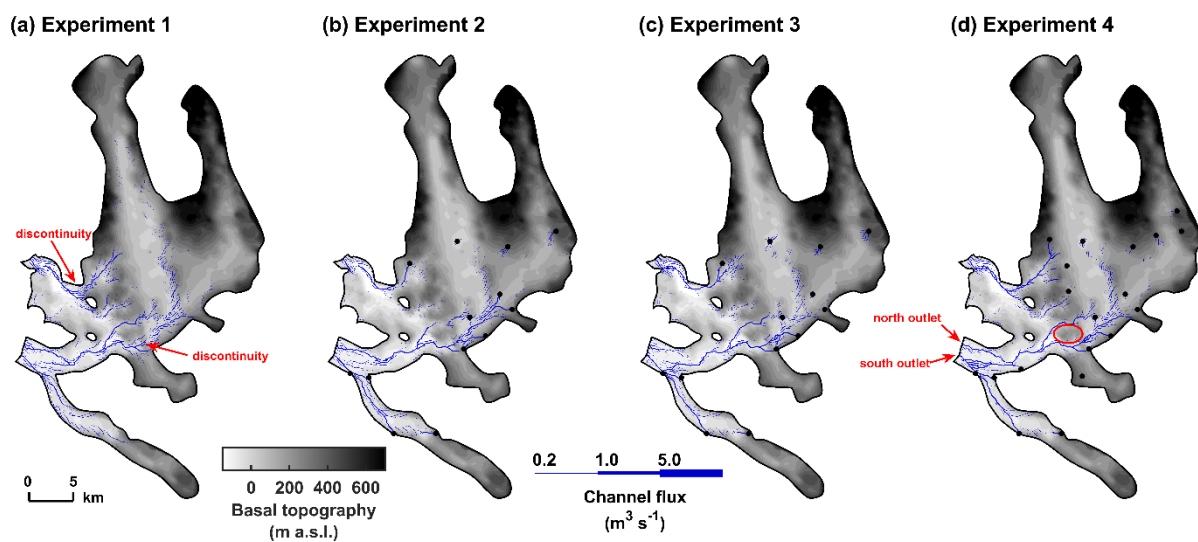 (a) Experiment 1
(b) Experiment 2
(c) Experiment 3
(d) Experiment 4
discontinuity
north outlet
discontinuity
south outlet
0 5
km
0 200 400 600
Basal topography
(m a.s.l.)
0.2 1.0 5.0
Channel flux
(m³ s⁻¹)